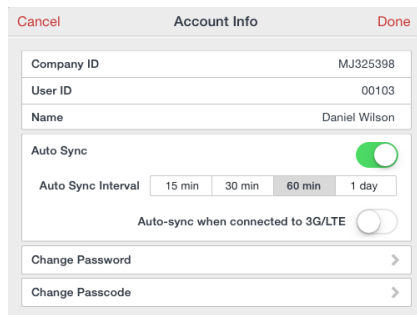 Cancel Account Info Done
Company ID MJ325398
User ID 00103
Name Daniel Wilson
Auto Sync
Auto Sync Interval 15 min 30 min 60 min 1 day
Auto-sync when connected to 3G/LTE
Change Password
Change Passcode